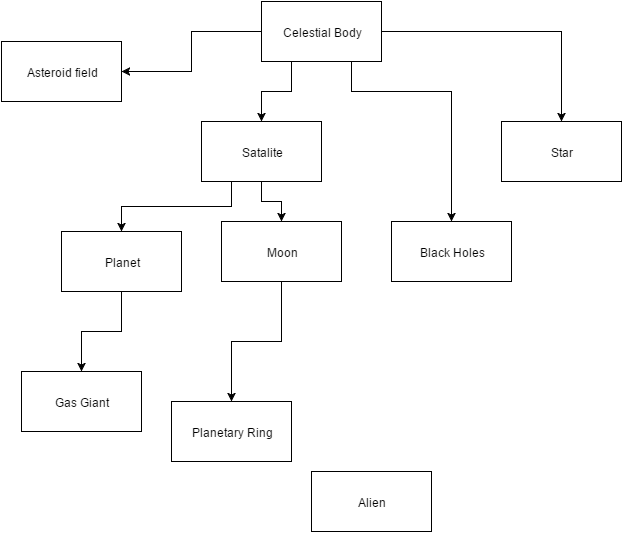 Celestial Body
Asteroid field
Satalite
Star
Planet
Moon
Black Holes
Gas Giant
Planetary Ring
Alien